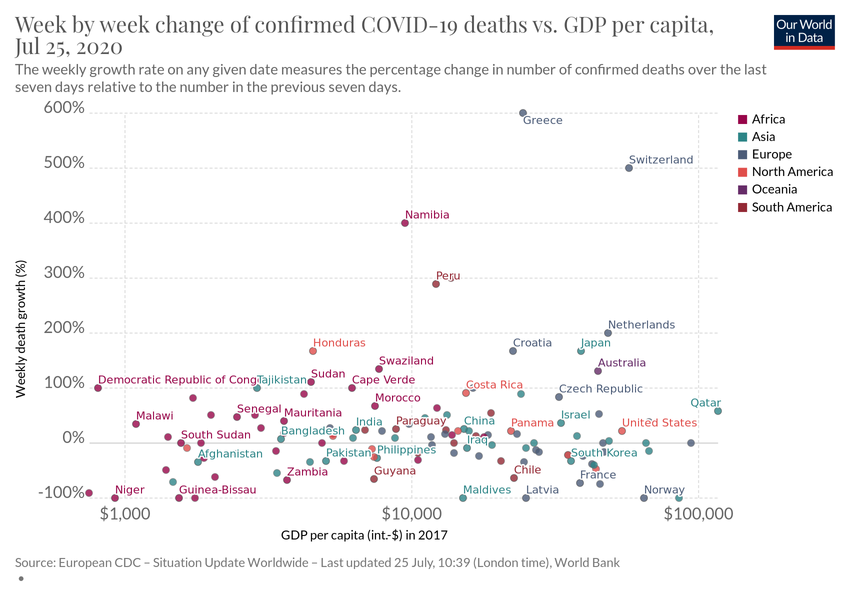 Week by week change of confirmed COVID-19 deaths vs. GDP per capita,
Jul 25, 2020
Our World
in Data
The weekly growth rate on any given date measures the percentage change in number of confirmed deaths over the last
seven days relative to the number in the previous seven days.
600%
Greece
Africa
Asia
Europe
North America
Oceania
South America
500%
Switzerland
400%
Namibia
300%
Peru
200%
Netherlands
Honduras
Croatia
Japan
Swaziland
Australia
100%
Democratic Republic of Cong
Tajikistan
Sudan
Cape Verde
Costa Rica
Czech Republic
Qatar
Malawi
Senegal
Mauritania
Morocco
India
Paraguay
China
Panama
Israel
United States
0%
South Sudan
Bangladesh
Iraq
Afghanistan
Pakistan
Philippines
South Korea
Zambia
Guyana
Chile
France
-100%
Niger
Guinea-Bissau
Maldives
Latvia
Norway
$1,000
$10,000
$100,000
Weekly death growth (%)
GDP per capita (int.-$) in 2017
Source: European CDC – Situation Update Worldwide – Last updated 25 July, 10:39 (London time), World Bank